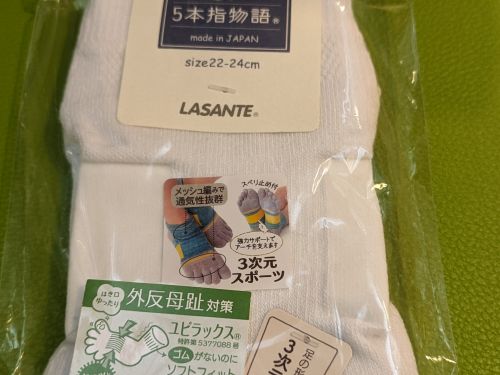 5本指物語®
made in JAPAN
size22-24cm
LASANTE®
メッシュ編みで
通気性抜群
スベリ止め付
強力サポートで
アーチを支えます
3次元
スポーツ
はき口
ゆったり
外反母趾対策
ユビラックス®
特許第5377088号
ゴムがないのに
ソフトフィット
足の形
3次元